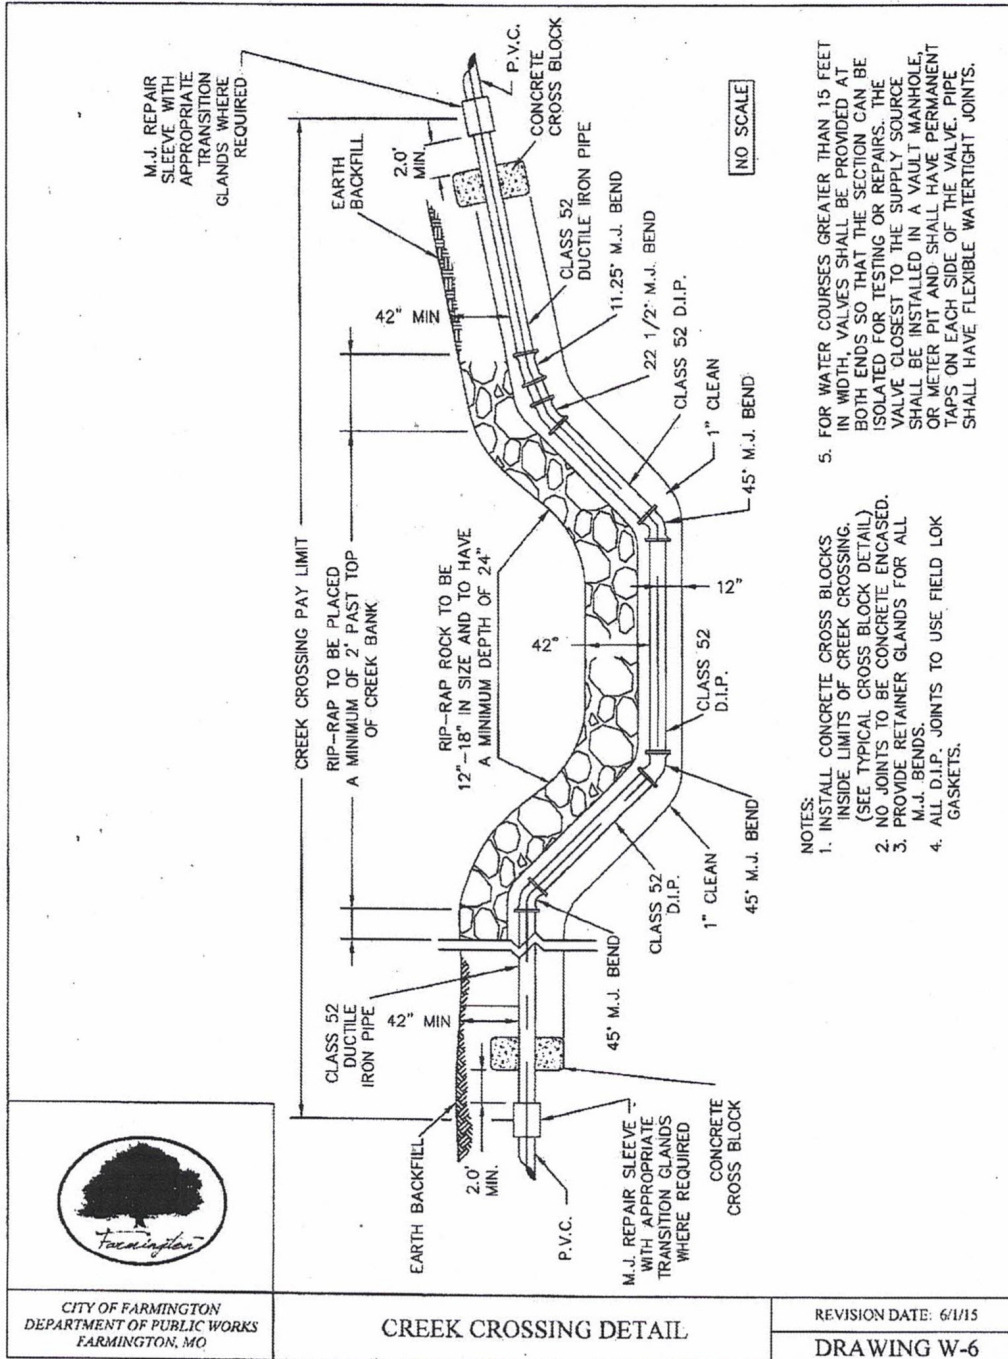 M.J. REPAIR
SLEEVE WITH
APPROPRIATE
TRANSITION
GLANDS WHERE
REQUIRED
EARTH
BACKFILL
2.0'
MIN.
P.V.C.
CONCRETE
CROSS BLOCK
CLASS 52
DUCTILE IRON PIPE
11.25° M.J. BEND
22 1/2° M.J. BEND
CLASS 52 D.I.P.
1" CLEAN
45° M.J. BEND
42" MIN
CREEK CROSSING PAY LIMIT
RIP-RAP TO BE PLACED
A MINIMUM OF 2' PAST TOP
OF CREEK BANK
RIP-RAP ROCK TO BE
12"-18" IN SIZE AND TO HAVE
A MINIMUM DEPTH OF 24"
42"
12"
CLASS 52
D.I.P.
45° M.J. BEND
1" CLEAN
CLASS 52
D.I.P.
45° M.J. BEND
CLASS 52
DUCTILE
IRON PIPE
42" MIN
EARTH BACKFILL
2.0'
MIN.
P.V.C.
M.J. REPAIR SLEEVE
WITH APPROPRIATE
TRANSITION GLANDS
WHERE REQUIRED
CONCRETE
CROSS BLOCK
NO SCALE
NOTES:
1. INSTALL CONCRETE CROSS BLOCKS
INSIDE LIMITS OF CREEK CROSSING.
(SEE TYPICAL CROSS BLOCK DETAIL)
2. NO JOINTS TO BE CONCRETE ENCASED.
3. PROVIDE RETAINER GLANDS FOR ALL
M.J. BENDS.
4. ALL D.I.P. JOINTS TO USE FIELD LOK
GASKETS.
5. FOR WATER COURSES GREATER THAN 15 FEET
IN WIDTH, VALVES SHALL BE PROVIDED AT
BOTH ENDS SO THAT THE SECTION CAN BE
ISOLATED FOR TESTING OR REPAIRS. THE
VALVE CLOSEST TO THE SUPPLY SOURCE
SHALL BE INSTALLED IN A VAULT MANHOLE,
OR METER PIT AND SHALL HAVE PERMANENT
TAPS ON EACH SIDE OF THE VALVE. PIPE
SHALL HAVE FLEXIBLE WATERTIGHT JOINTS.
Farmington
CITY OF FARMINGTON
DEPARTMENT OF PUBLIC WORKS
FARMINGTON, MO
CREEK CROSSING DETAIL
REVISION DATE: 6/1/15
DRAWING W-6